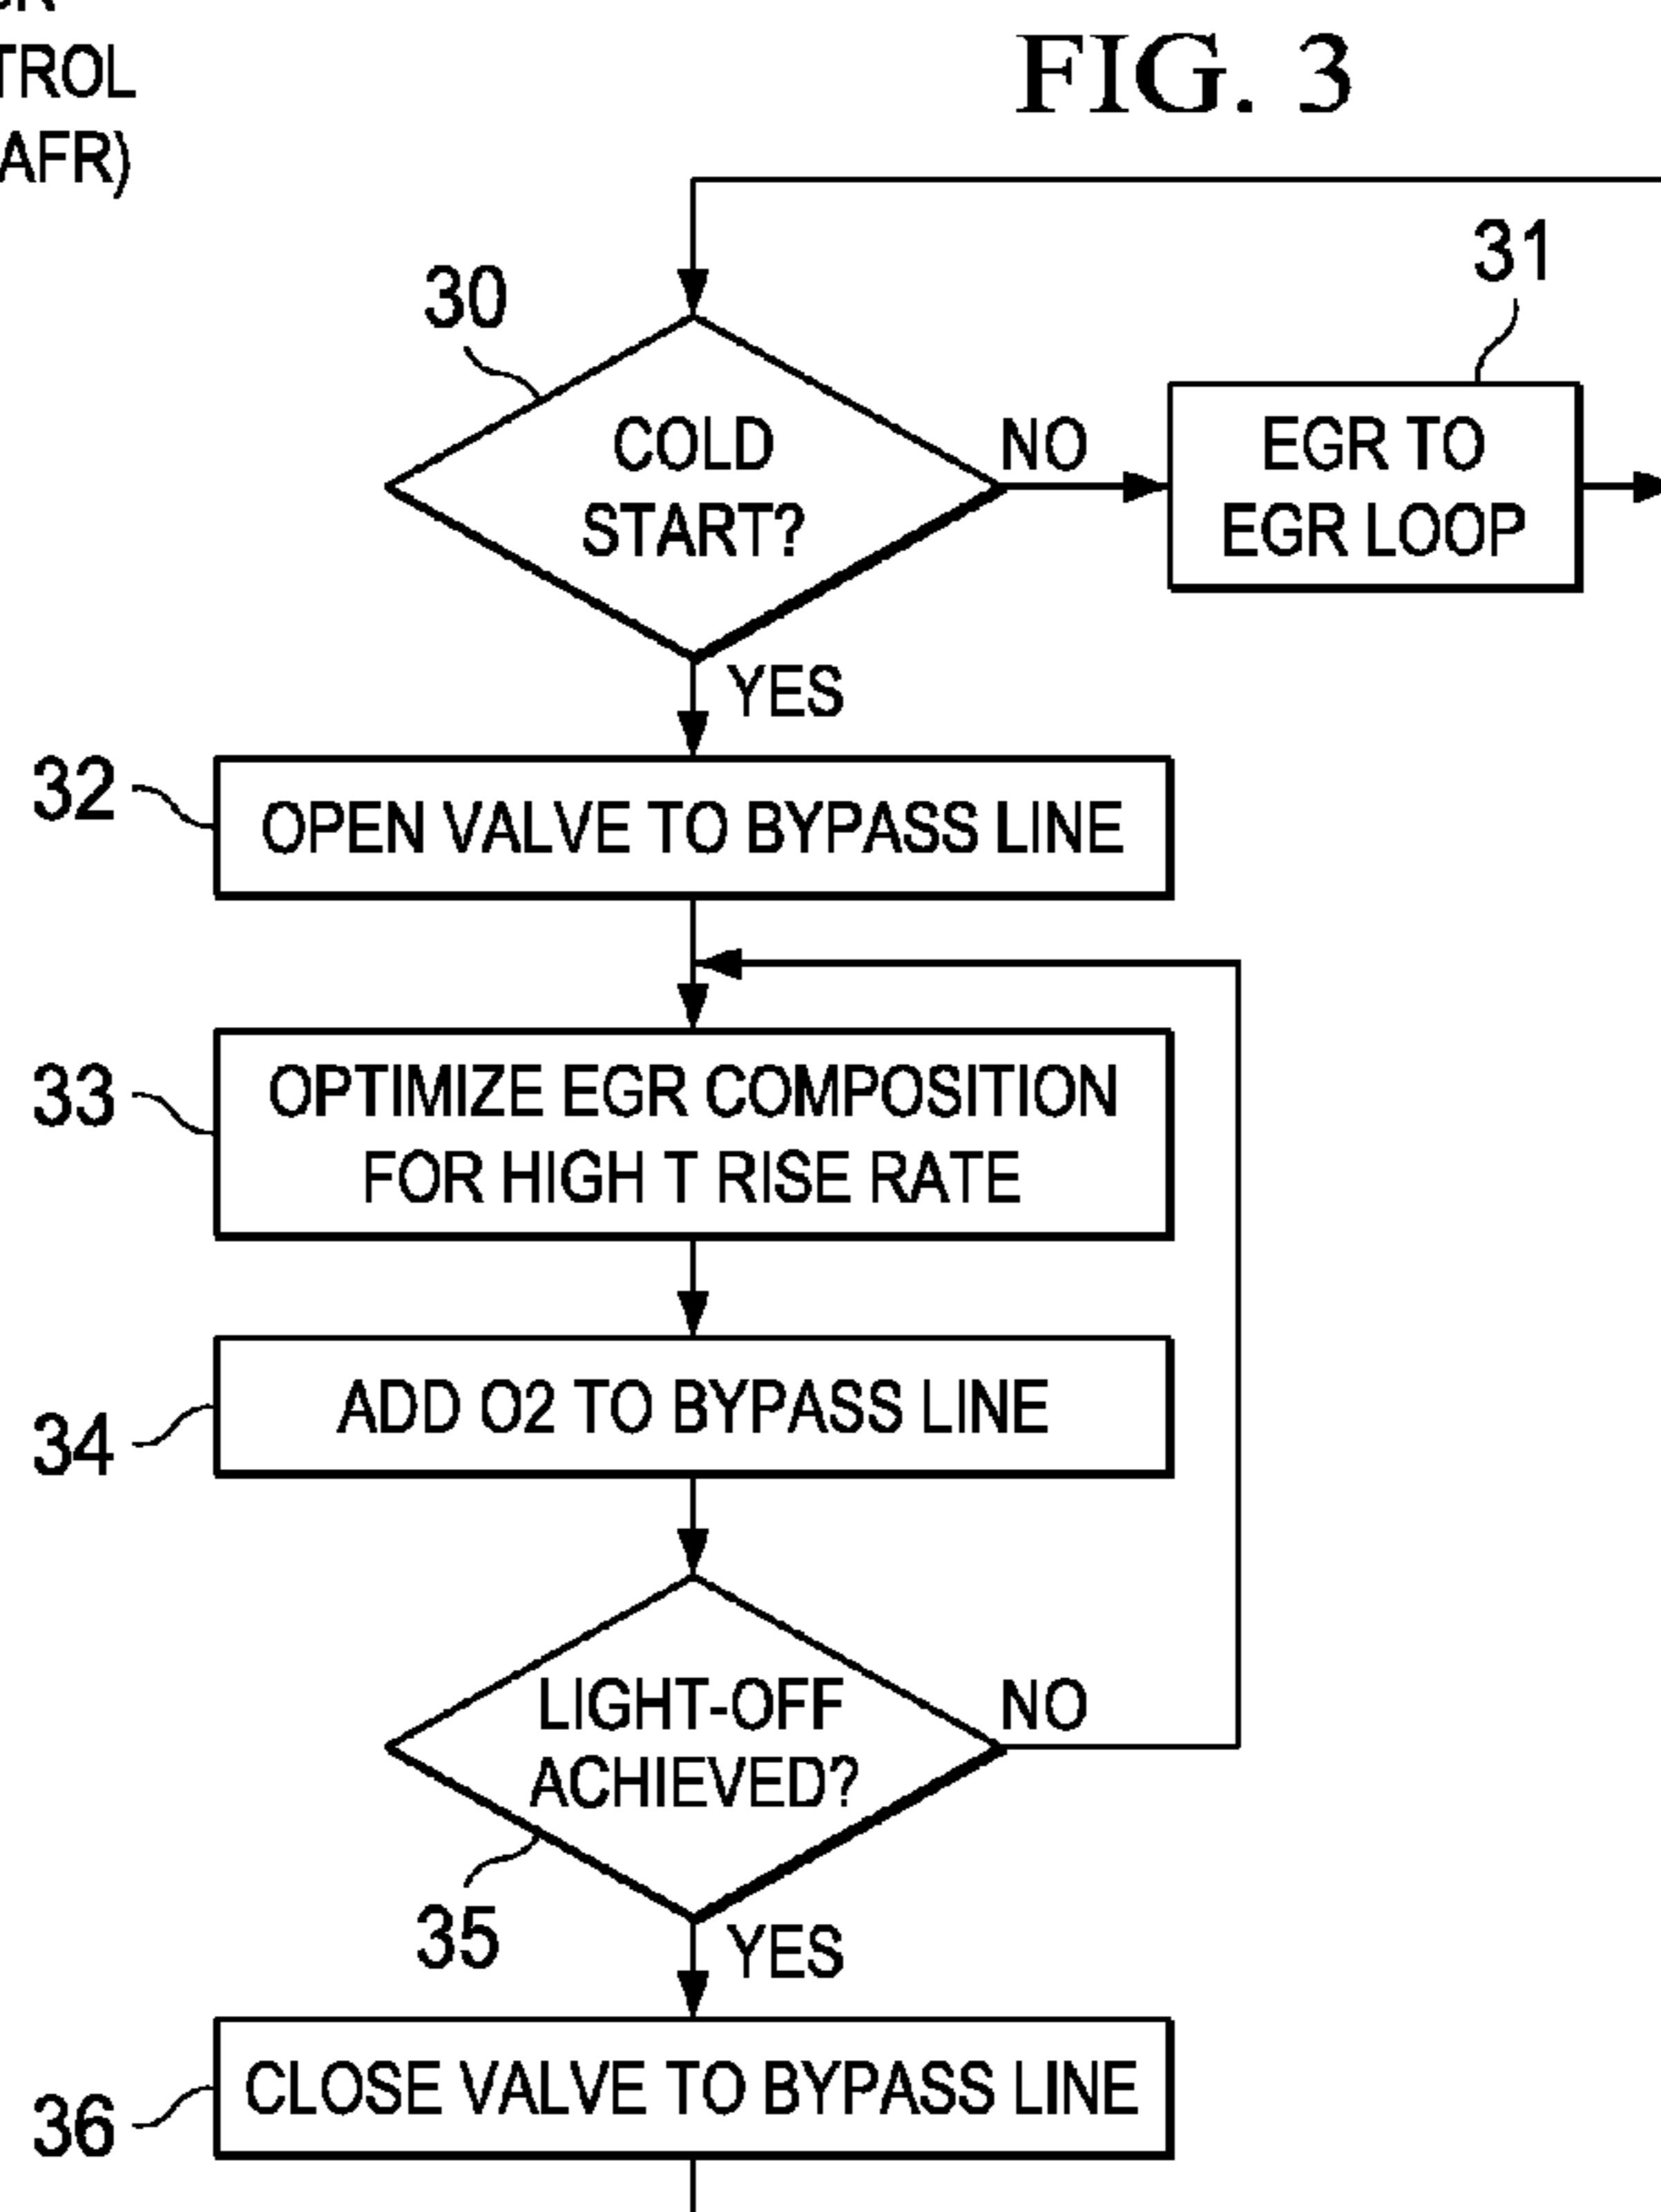 TROL
AFR)
FIG. 3
30
COLD
START?
NO
31
EGR TO
EGR LOOP
YES
32
OPEN VALVE TO BYPASS LINE
33
OPTIMIZE EGR COMPOSITION
FOR HIGH T RISE RATE
34
ADD O2 TO BYPASS LINE
LIGHT-OFF
ACHIEVED?
NO
35
YES
36
CLOSE VALVE TO BYPASS LINE